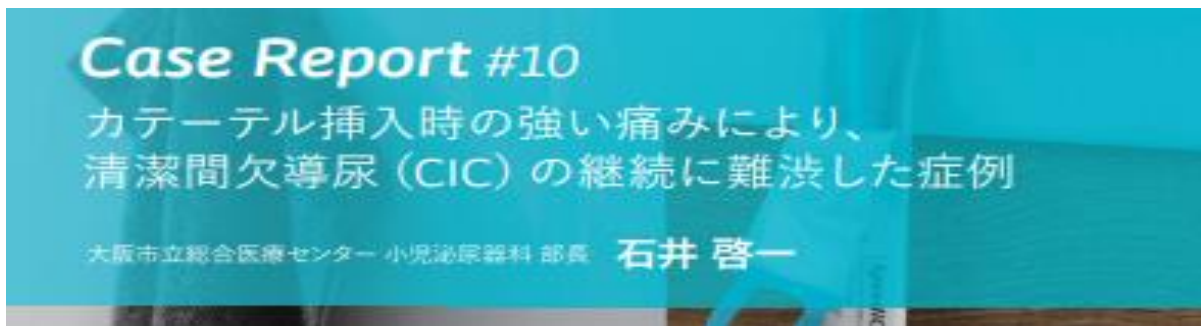 Case Report #10
カテーテル挿入時の強い痛みにより、
清潔間欠導尿（CIC）の継続に難渋した症例
大阪市立総合医療センター 小児泌尿器科 部長 石井 啓一